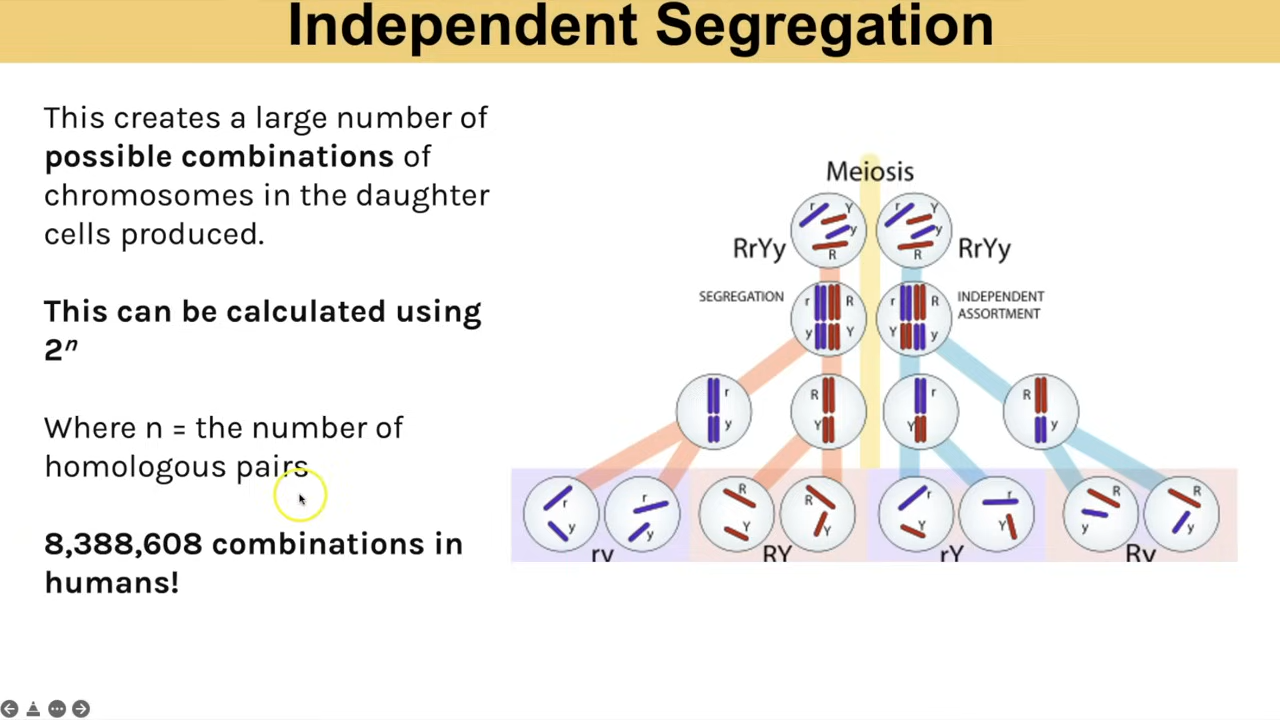 Independent Segregation
This creates a large number of
possible combinations of
chromosomes in the daughter
cells produced.
This can be calculated using
2ⁿ
Where n = the number of
homologous pairs
8,388,608 combinations in
humans!
Meiosis
r Y y R
r Y y R
RrYy
RrYy
SEGREGATION
r R
y Y
r R
Y y
INDEPENDENT
ASSORTMENT
r
y
R
Y
r
Y
R
y
r y
r y
R Y
R Y
r Y
r Y
R y
R y
ry
RY
rY
Ry